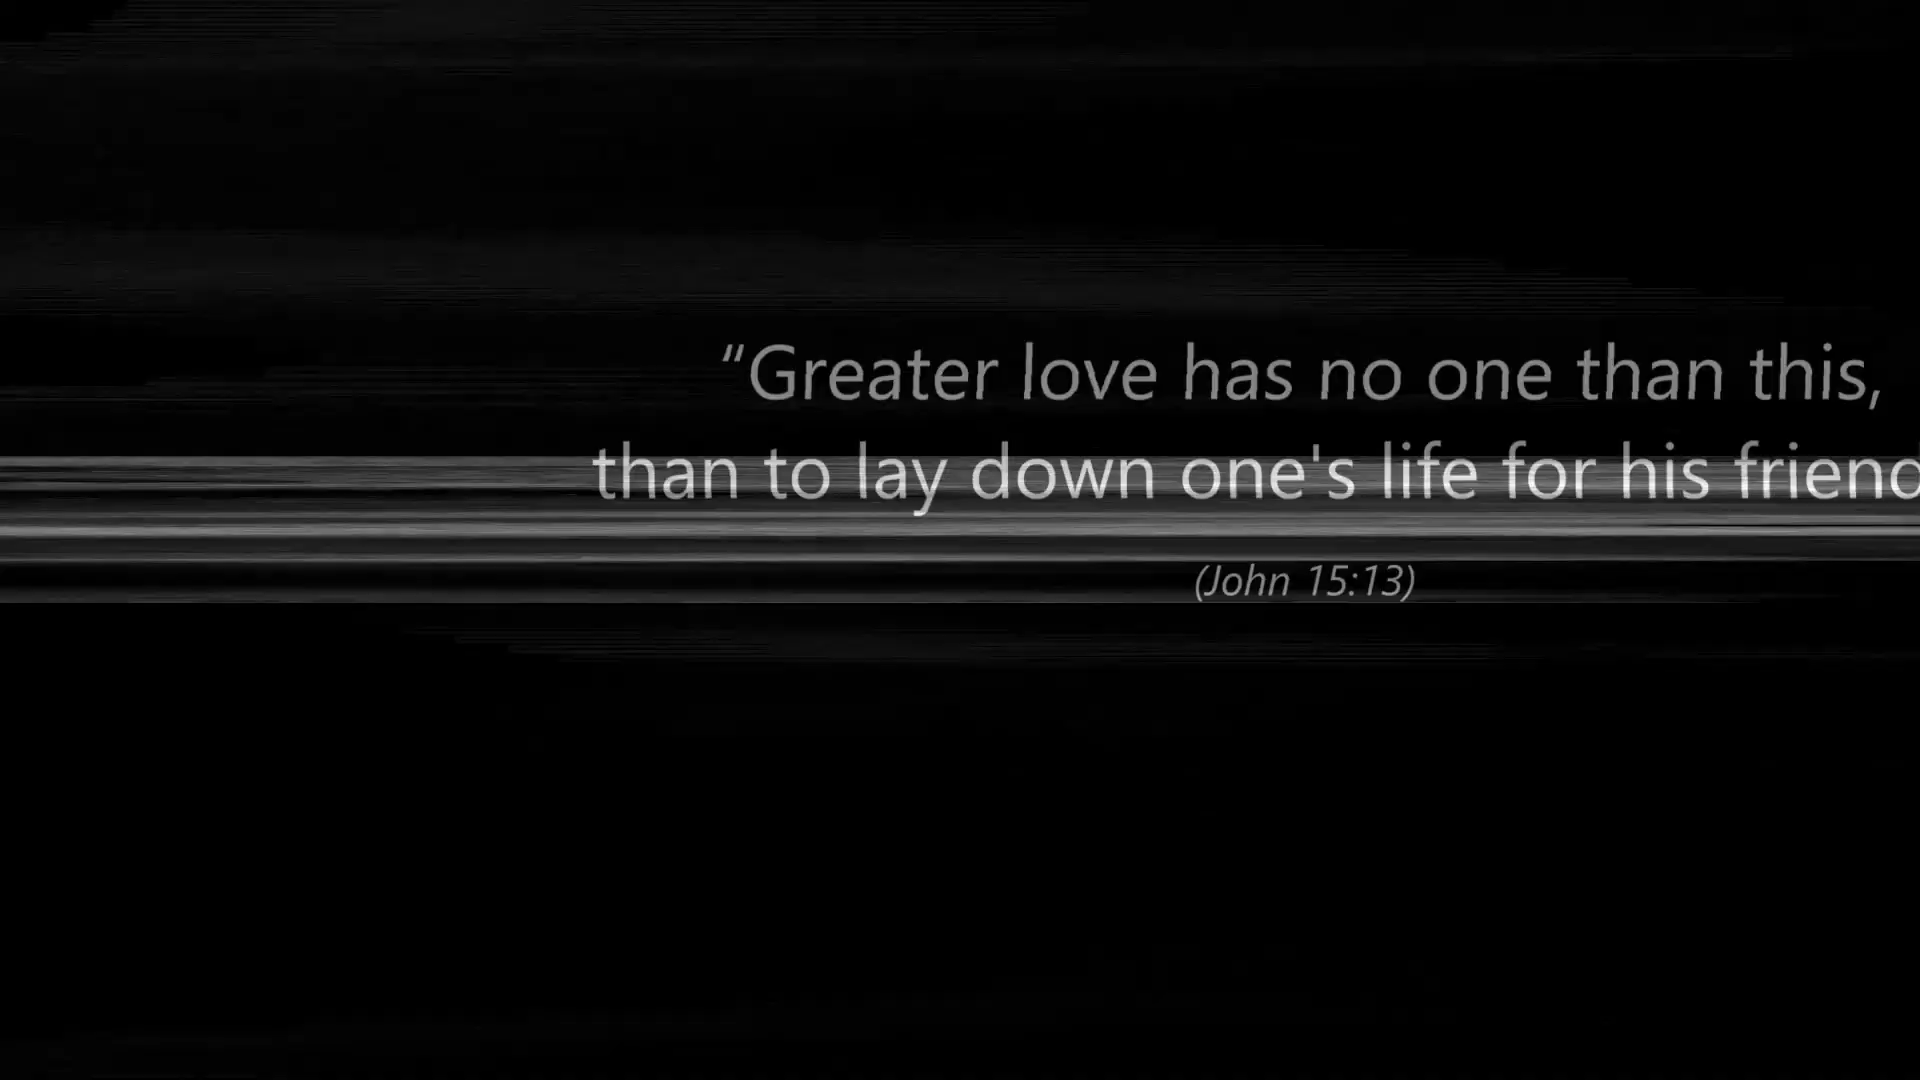 “Greater love has no one than this,
than to lay down one's life for his
(John 15:13)